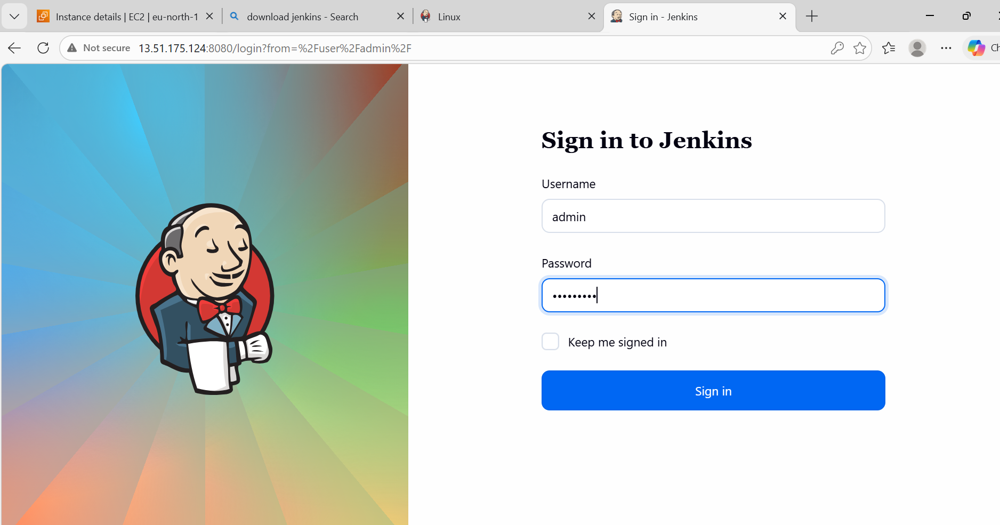 Instance details | EC2 | eu-north-1
download jenkins - Search
Linux
Sign in - Jenkins
Not secure
13.51.175.124:8080/login?from=%2Fuser%2Fadmin%2F
Ch
Sign in to Jenkins
Username
admin
Password
•••••••••
Keep me signed in
Sign in